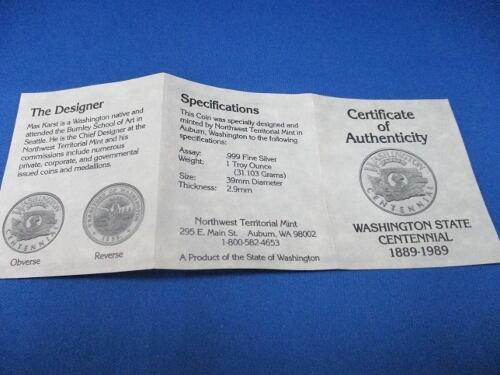 The Designer
Max Karst is a Washington native and
attended the Burnley School of Art in
Seattle. He is the Chief Designer at the
Northwest Territorial Mint and his
commissions include numerous
private, corporate, and governmental
issued coins and medallions.
Obverse
Reverse
Specifications
This Coin was specially designed and
minted by Northwest Territorial Mint in
Auburn, Washington to the following
specifications:
Assay: .999 Fine Silver
Weight: 1 Troy Ounce
(31.103 Grams)
Size: 39mm Diameter
Thickness: 2.9mm
Northwest Territorial Mint
295 E. Main St. Auburn, WA 98002
1-800-582-4653
A Product of the State of Washington
Certificate
of
Authenticity
WASHINGTON
CENTENNIAL
WASHINGTON STATE
CENTENNIAL
1889-1989